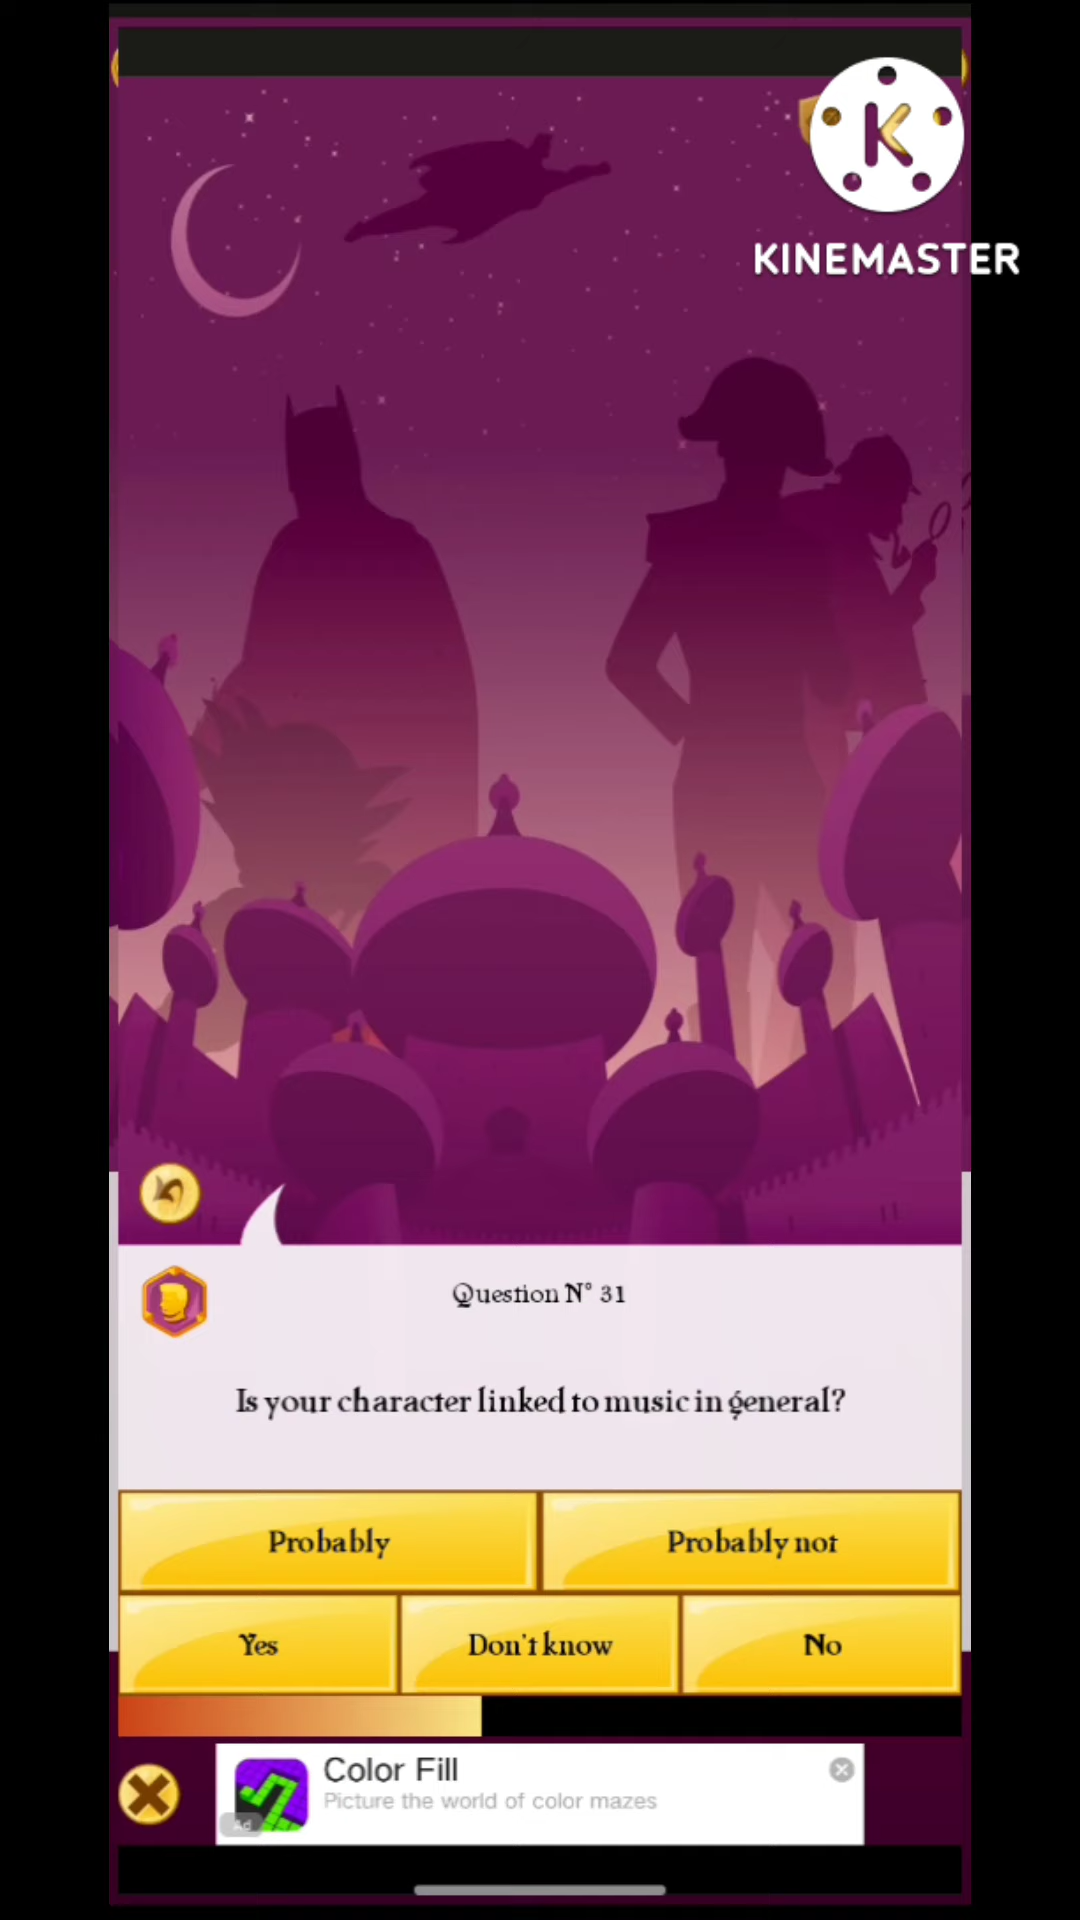 K
KINEMASTER
Question N° 31
Is your character linked to music in general?
Probably
Probably not
Yes
Don't know
No
Color Fill
Picture the world of color mazes
Ad